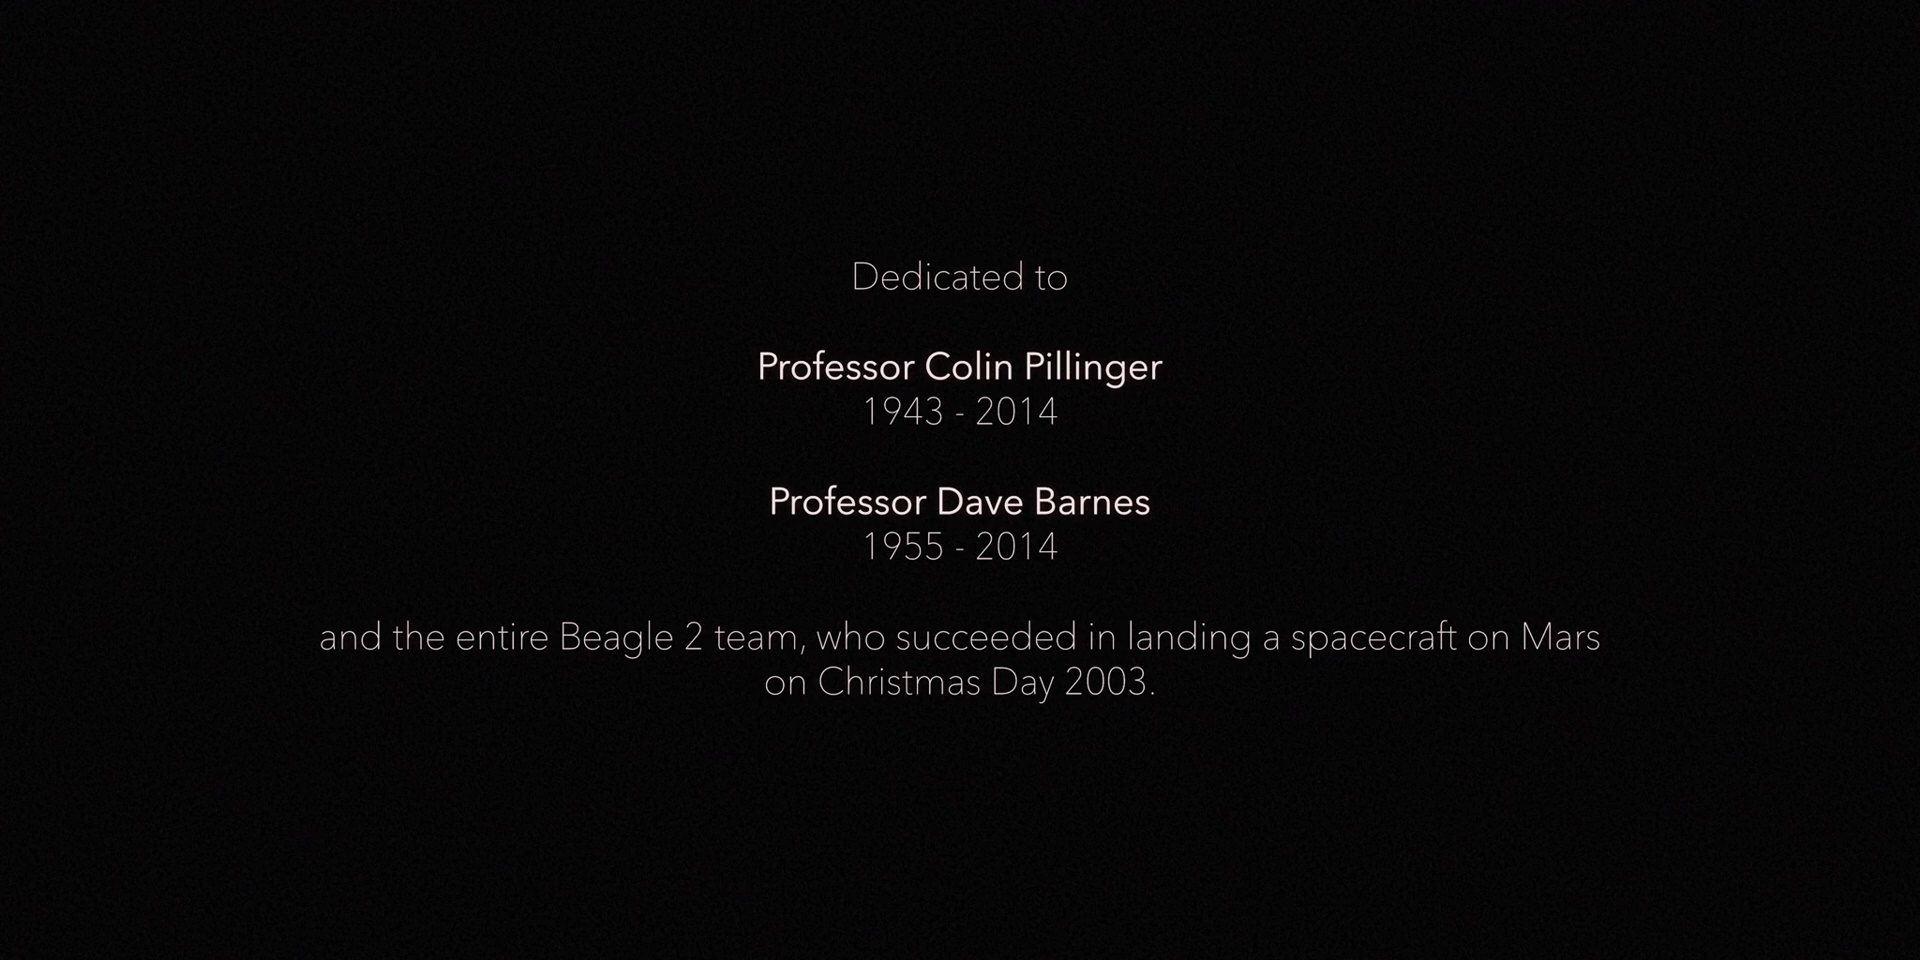 Dedicated to
Professor Colin Pillinger
1943 - 2014
Professor Dave Barnes
1955 - 2014
and the entire Beagle 2 team, who succeeded in landing a spacecraft on Mars
on Christmas Day 2003.